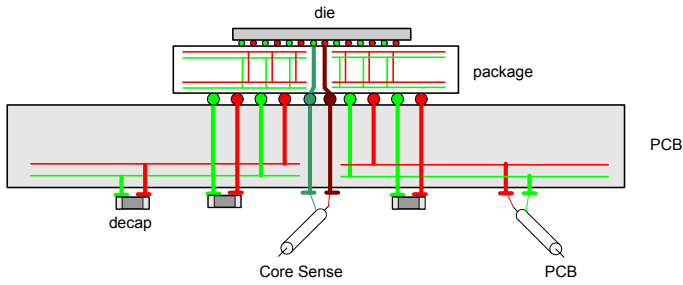 die
package
PCB
decap
Core Sense
PCB